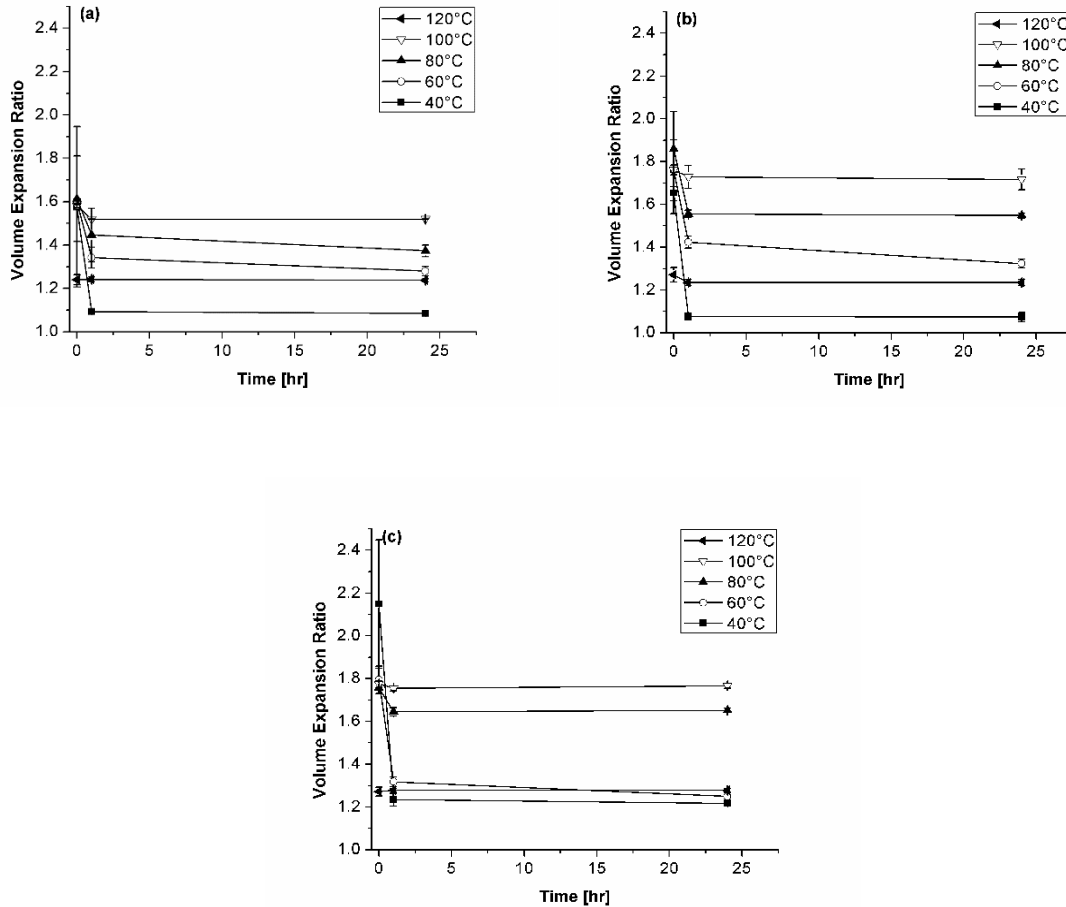 (a)
120°C
100°C
80°C
60°C
40°C
2.4
2.2
2.0
1.8
1.6
1.4
1.2
1.0
Volume Expansion Ratio
0 5 10 15 20 25
Time [hr]
(b)
120°C
100°C
80°C
60°C
40°C
2.4
2.2
2.0
1.8
1.6
1.4
1.2
1.0
Volume Expansion Ratio
0 5 10 15 20 25
Time [hr]
(c)
120°C
100°C
80°C
60°C
40°C
2.4
2.2
2.0
1.8
1.6
1.4
1.2
1.0
Volume Expansion Ratio
0 5 10 15 20 25
Time [hr]